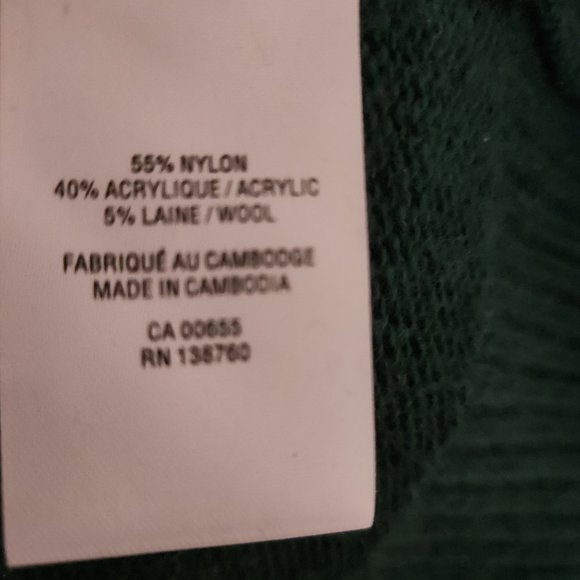 55% NYLON
40% ACRYLIQUE / ACRYLIC
5% LAINE / WOOL
FABRIQUÉ AU CAMBODGE
MADE IN CAMBODIA
CA 00655
RN 138760